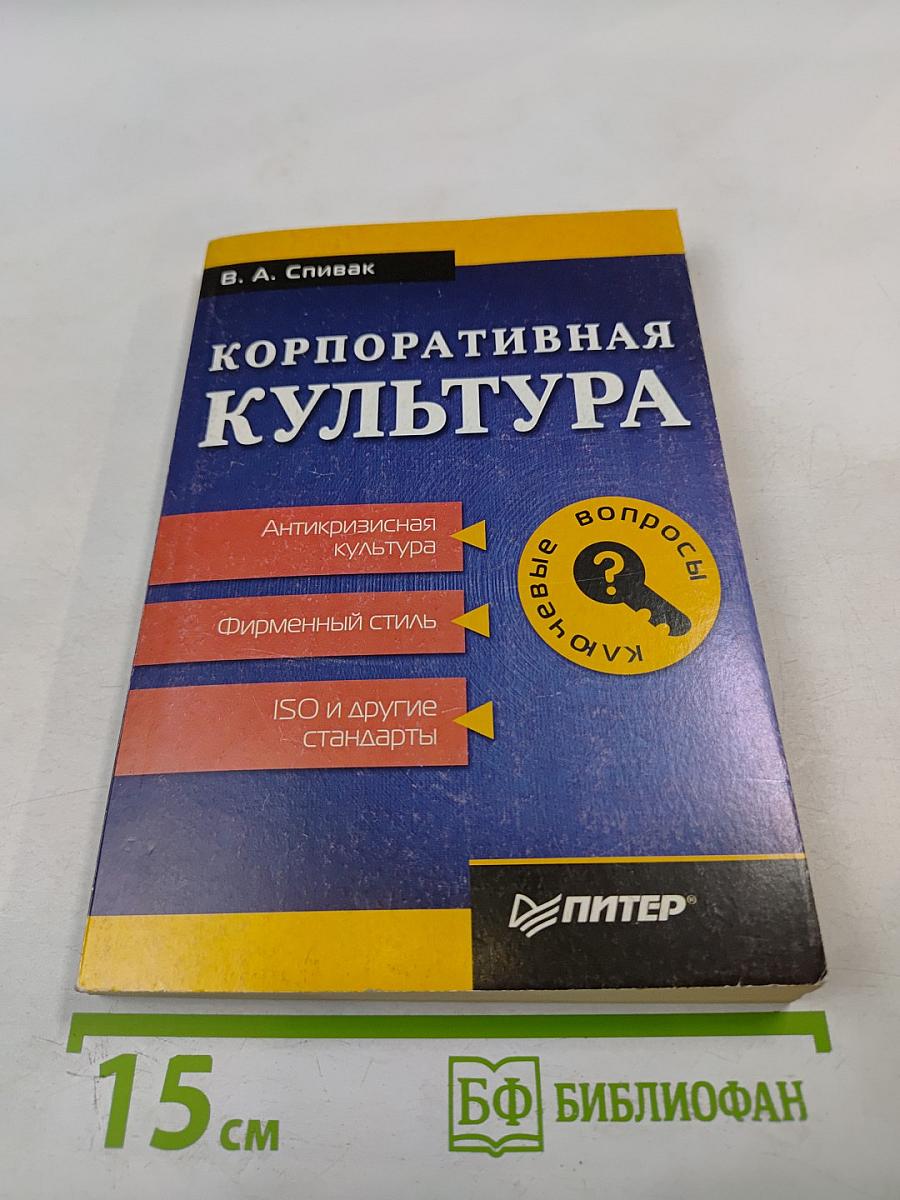 В. А. Спивак
КОРПОРАТИВНАЯ
КУЛЬТУРА
Антикризисная
культура
Фирменный стиль
ISO и другие
стандарты
КЛЮЧЕВЫЕ ВОПРОСЫ
?
ПИТЕР®
15 см
БФ БИБЛИОФАН